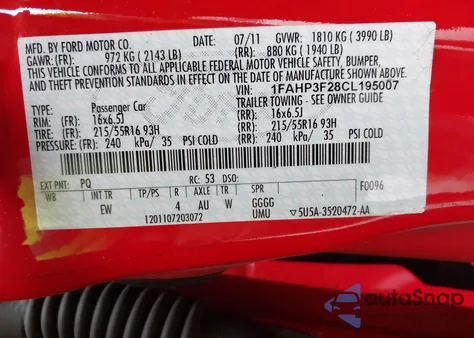 MFD. BY FORD MOTOR CO.
DATE: 07/11 GVWR: 1810 KG ( 3990 LB)
GAWR: (FR): 972 KG ( 2143 LB) (RR): 880 KG ( 1940 LB)
THIS VEHICLE CONFORMS TO ALL APPLICABLE FEDERAL MOTOR VEHICLE SAFETY, BUMPER,
AND THEFT PREVENTION STANDARDS IN EFFECT ON THE DATE OF MANUFACTURE SHOWN ABOVE.
VIN: 1FAHP3F28CL195007
TYPE: Passenger Car TRAILER TOWING - SEE OWNER GUIDE
RIM: (FR) 16x6.5J (RR) 16x6.5J
TIRE: (FR) 215/55R16 93H (RR) 215/55R16 93H
PRESSURE: (FR) 240 kPa/ 35 PSI COLD (RR) 240 kPa/ 35 PSI COLD
EXT PNT: PQ RC: 53 DSO: F0096
WB INT TR TP/PS R AXLE TR SPR
EW 4 AU W GGGG
1201107203072 UMU ▽5U5A-3520472-AA
autoSnap